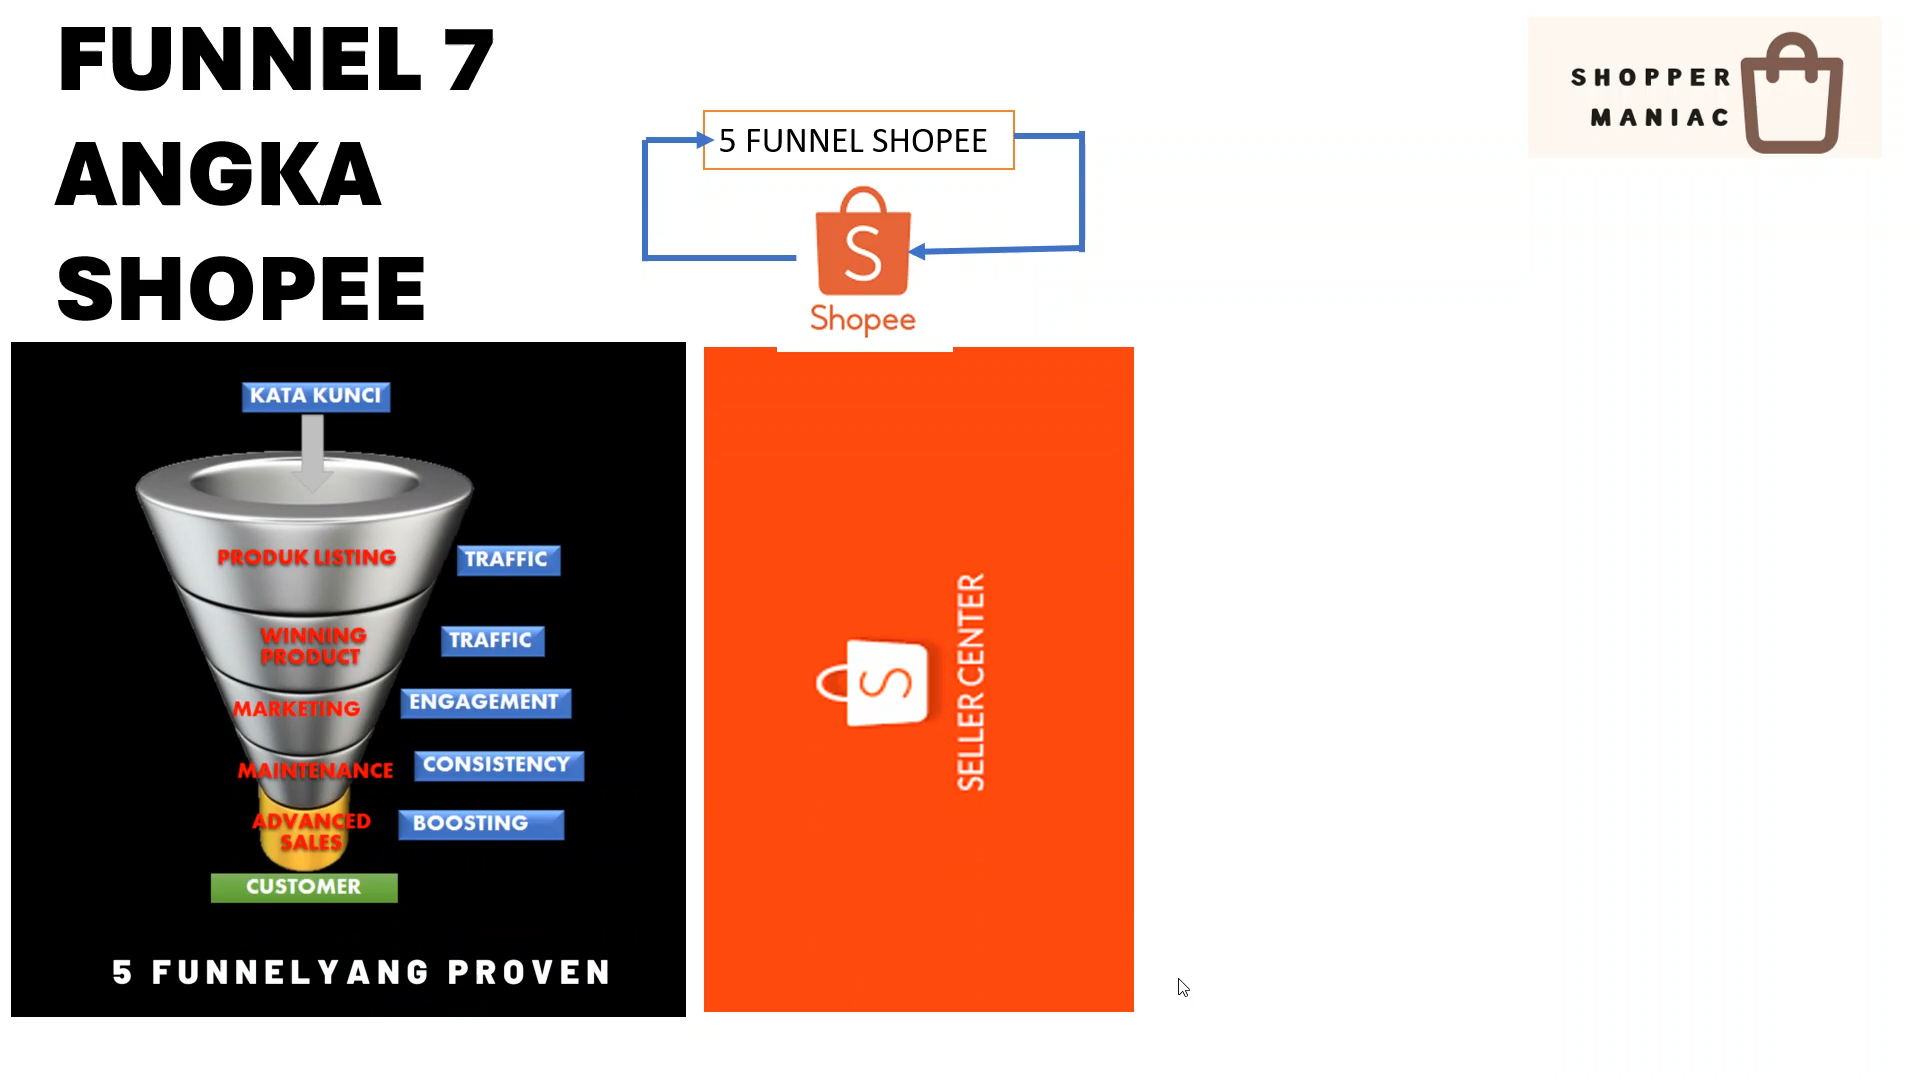 FUNNEL 7
ANGKA
SHOPEE
5 FUNNEL SHOPEE
S
Shopee
SHOPPER
MANIAC
KATA KUNCI
PRODUK LISTING
TRAFFIC
WINNING
PRODUCT
TRAFFIC
MARKETING
ENGAGEMENT
MAINTENANCE
CONSISTENCY
ADVANCED
SALES
BOOSTING
CUSTOMER
5 FUNNELYANG PROVEN
S
SELLER CENTER